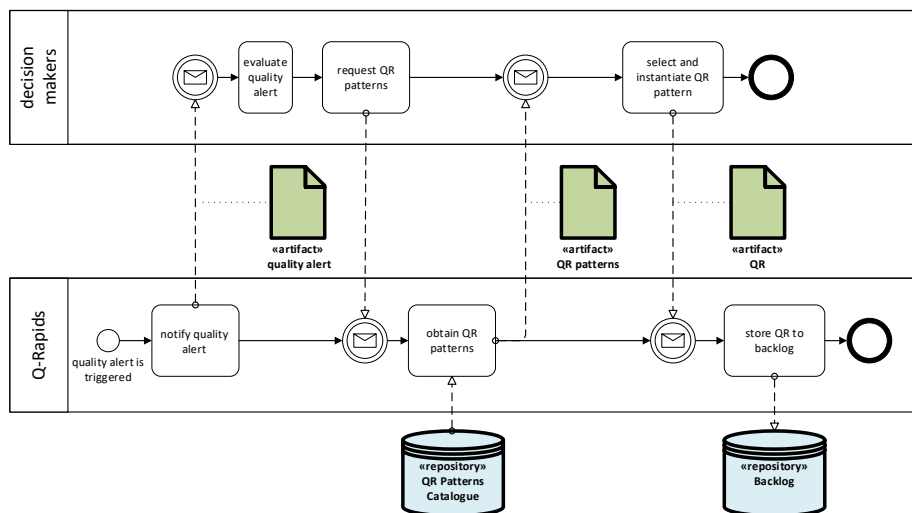 decision
makers
evaluate
quality
alert
request QR
patterns
select and
instantiate QR
pattern
«artifact»
quality alert
«artifact»
QR patterns
«artifact»
QR
Q-Rapids
quality alert is
triggered
notify quality
alert
obtain QR
patterns
store QR to
backlog
«repository»
QR Patterns
Catalogue
«repository»
Backlog